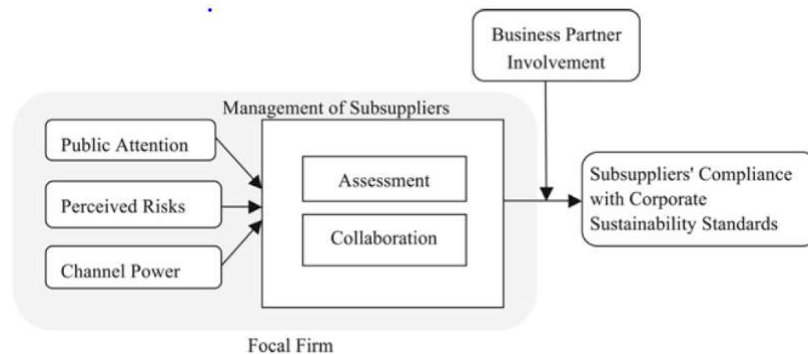 Business Partner
Involvement
Management of Subsuppliers
Public Attention
Perceived Risks
Channel Power
Assessment
Collaboration
Subsuppliers' Compliance
with Corporate
Sustainability Standards
Focal Firm